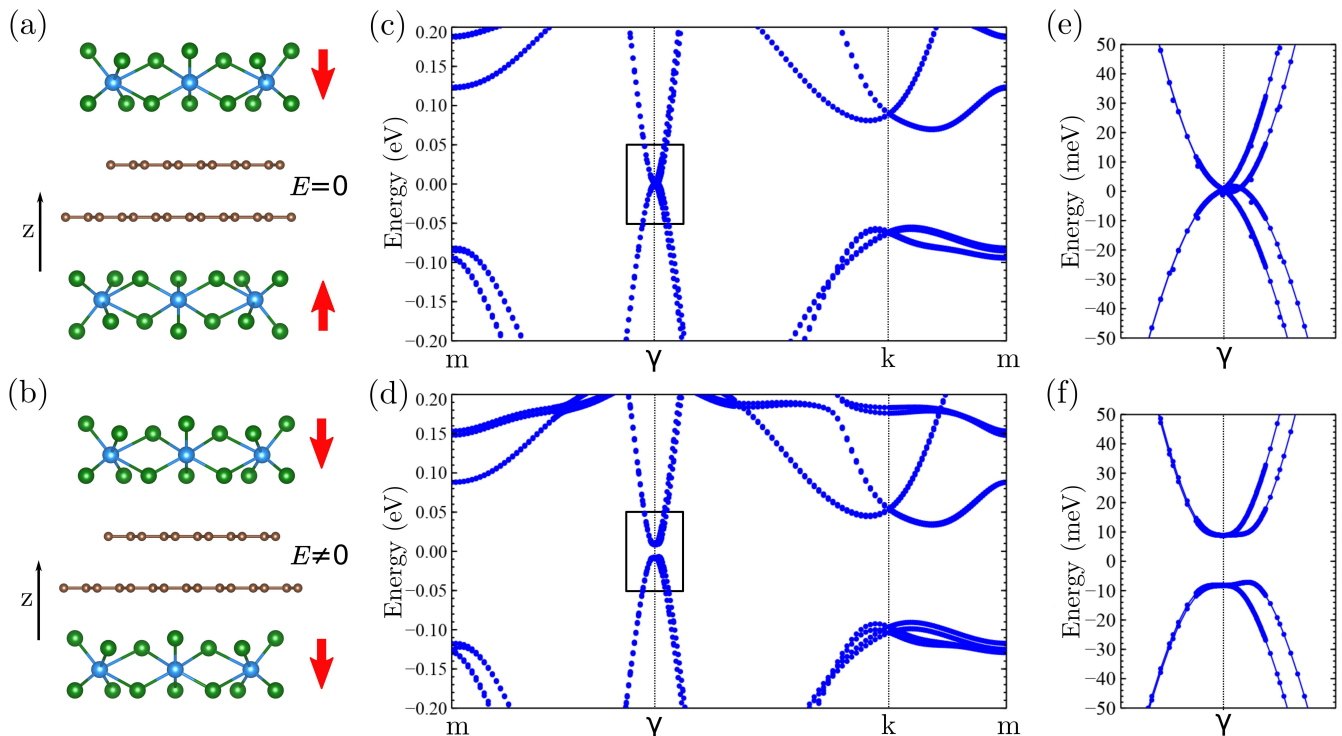 (a)
E=0
z
(c)
0.20
0.15
0.10
0.05
0.00
−0.05
−0.10
−0.15
−0.20
Energy (eV)
m
γ
k
m
(e)
50
40
30
20
10
0
−10
−20
−30
−40
−50
Energy (meV)
γ
(b)
E≠0
z
(d)
0.20
0.15
0.10
0.05
0.00
−0.05
−0.10
−0.15
−0.20
Energy (eV)
m
γ
k
m
(f)
50
40
30
20
10
0
−10
−20
−30
−40
−50
Energy (meV)
γ